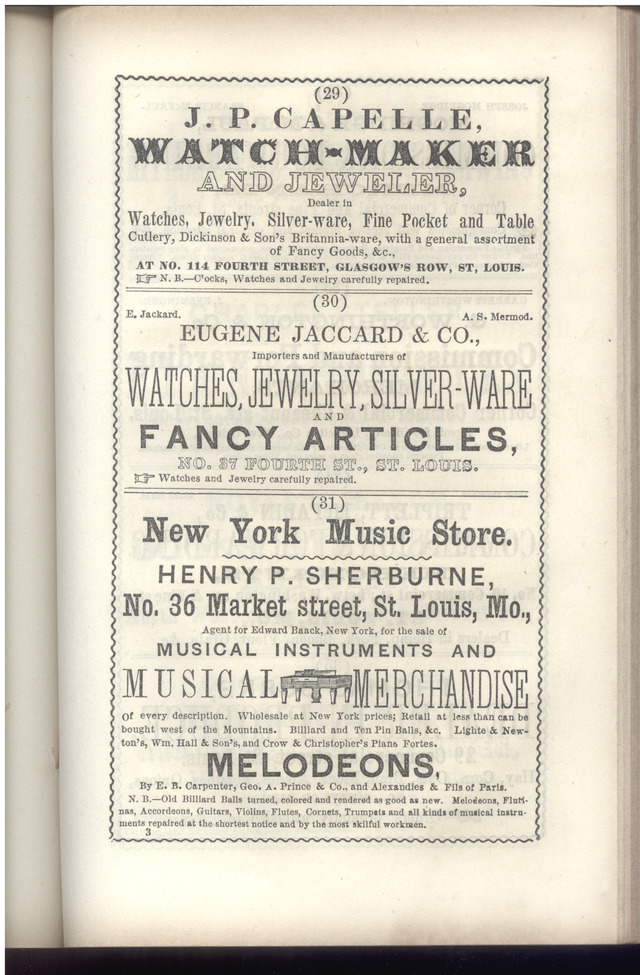 (29)
J. P. CAPELLE,
WATCH-MAKER
AND JEWELER,
Dealer in
Watches, Jewelry, Silver-ware, Fine Pocket and Table
Cutlery, Dickinson & Son's Britannia-ware, with a general assortment
of Fancy Goods, &c.,
AT NO. 114 FOURTH STREET, GLASGOW'S ROW, ST, LOUIS.
☞ N. B.—Clocks, Watches and Jewelry carefully repaired.
(30)
E. Jackard. A. S. Mermod.
EUGENE JACCARD & CO.,
Importers and Manufacturers of
WATCHES, JEWELRY, SILVER-WARE
AND
FANCY ARTICLES,
NO. 37 FOURTH ST., ST. LOUIS.
☞ Watches and Jewelry carefully repaired.
(31)
New York Music Store.
HENRY P. SHERBURNE,
No. 36 Market street, St. Louis, Mo.,
Agent for Edward Baack, New York, for the sale of
MUSICAL INSTRUMENTS AND
MUSICAL MERCHANDISE
Of every description. Wholesale at New York prices; Retail at less than can be
bought west of the Mountains. Billiard and Ten Pin Balls, &c. Lighte & New-
ton's, Wm. Hall & Son's, and Crow & Christopher's Piano Fortes.
MELODEONS,
By E. B. Carpenter, Geo. A. Prince & Co., and Alexandies & Fils of Paris.
N. B.—Old Billiard Balls turned, colored and rendered as good as new. Melodeons, Fluti-
nas, Accordeons, Guitars, Violins, Flutes, Cornets, Trumpets and all kinds of musical instru-
ments repaired at the shortest notice and by the most skilful workmen.
3